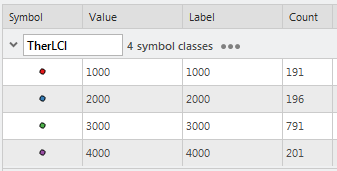 Symbol Value Label Count
TherLCI 4 symbol classes
1000 1000 191
2000 2000 196
3000 3000 791
4000 4000 201